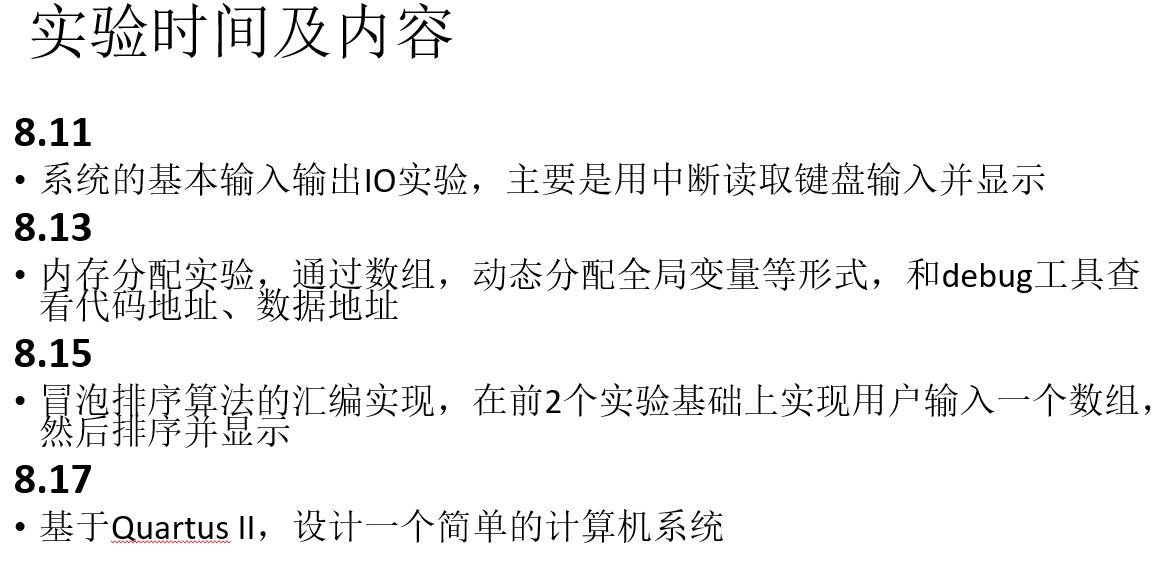 实验时间及内容
8.11
• 系统的基本输入输出IO实验，主要是用中断读取键盘输入并显示
8.13
• 内存分配实验，通过数组，动态分配全局变量等形式，和debug工具查
看代码地址、数据地址
8.15
• 冒泡排序算法的汇编实现，在前2个实验基础上实现用户输入一个数组，
然后排序并显示
8.17
• 基于Quartus II，设计一个简单的计算机系统